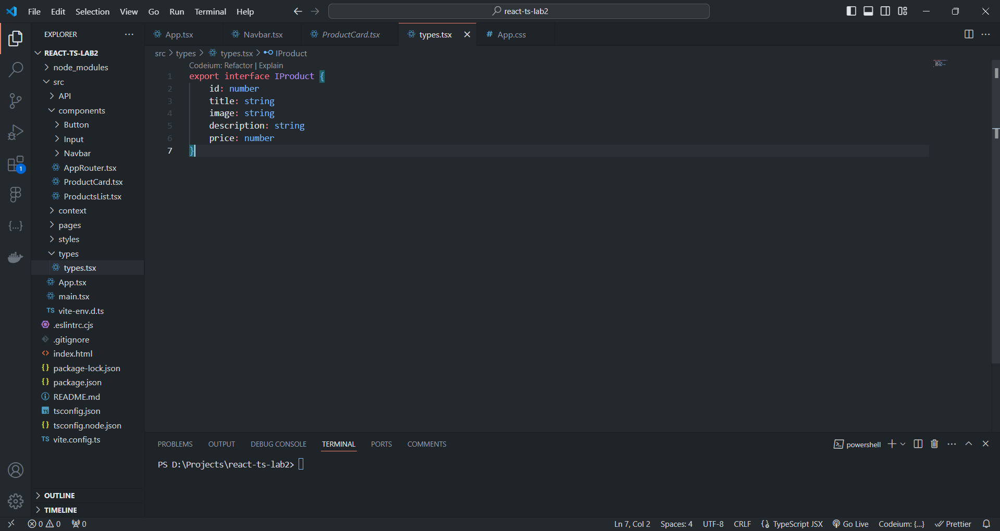 File Edit Selection View Go Run Terminal Help
react-ts-lab2
EXPLORER
REACT-TS-LAB2
node_modules
src
API
components
Button
Input
Navbar
AppRouter.tsx
ProductCard.tsx
ProductsList.tsx
context
pages
styles
types
types.tsx
App.tsx
main.tsx
TS vite-env.d.ts
.eslintrc.cjs
.gitignore
index.html
package-lock.json
package.json
README.md
TS tsconfig.json
tsconfig.node.json
TS vite.config.ts
OUTLINE
TIMELINE
1
App.tsx Navbar.tsx ProductCard.tsx types.tsx # App.css
src > types > types.tsx > IProduct
Codeium: Refactor | Explain
1 export interface IProduct {
2 id: number
3 title: string
4 image: string
5 description: string
6 price: number
7 }
PROBLEMS OUTPUT DEBUG CONSOLE TERMINAL PORTS COMMENTS
powershell
PS D:\Projects\react-ts-lab2>
0 0 0
Ln 7, Col 2 Spaces: 4 UTF-8 CRLF TypeScript JSX Go Live Codeium: {...} Prettier